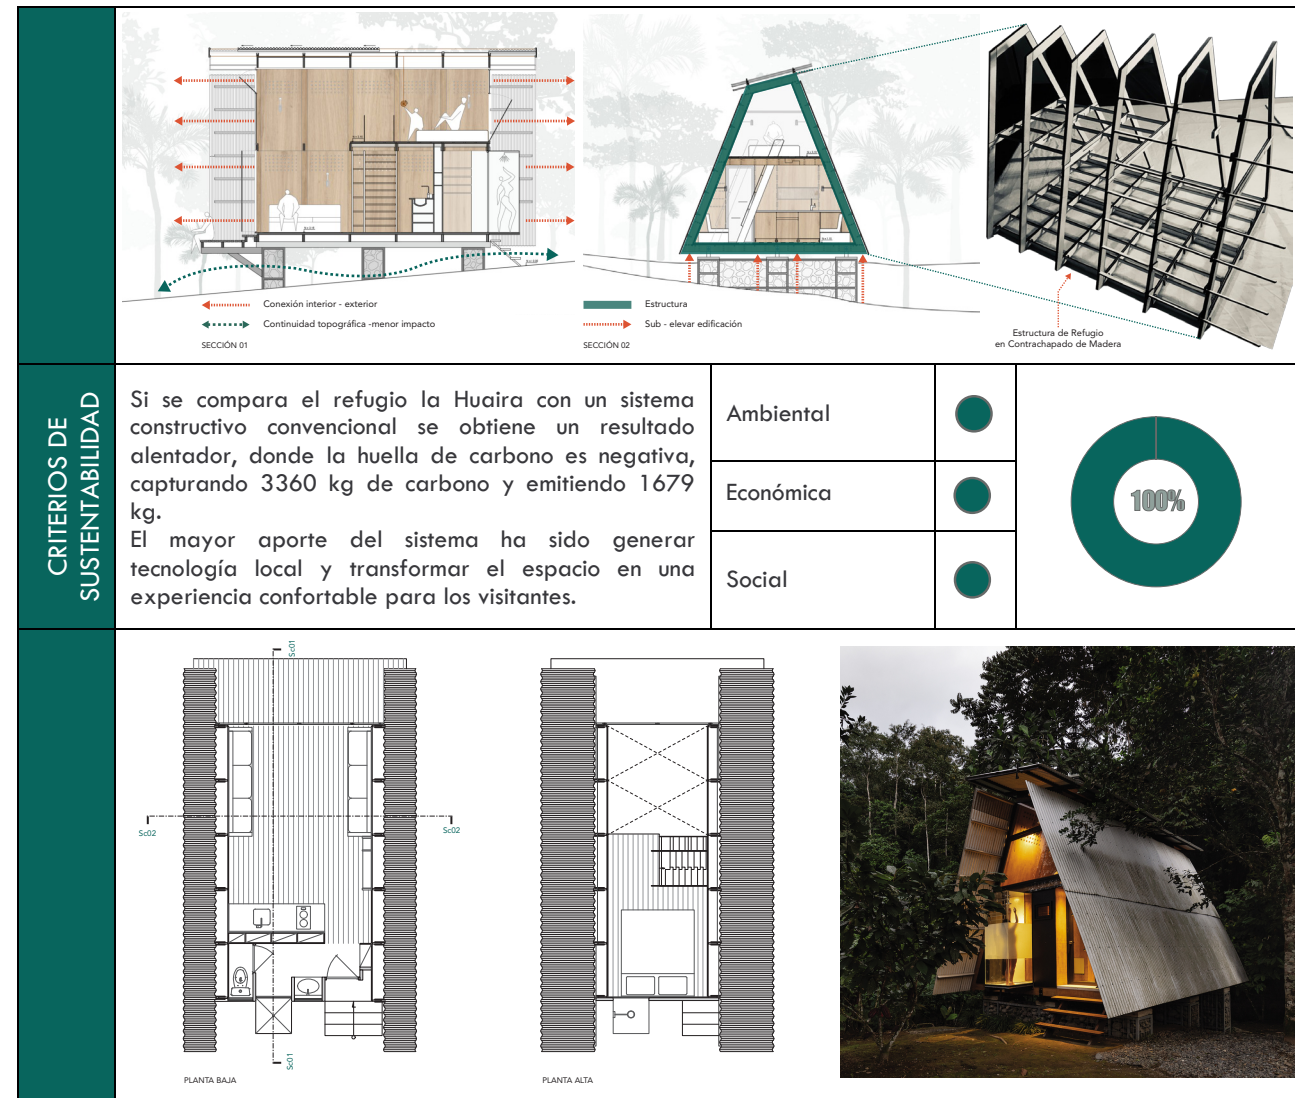 Conexión interior - exterior
Continuidad topográfica -menor impacto
SECCIÓN 01
Estructura
Sub - elevar edificación
SECCIÓN 02
Estructura de Refugio
en Contrachapado de Madera
CRITERIOS DE
SUSTENTABILIDAD
Si se compara el refugio la Huaira con un sistema
constructivo convencional se obtiene un resultado
alentador, donde la huella de carbono es negativa,
capturando 3360 kg de carbono y emitiendo 1679
kg.
El mayor aporte del sistema ha sido generar
tecnología local y transformar el espacio en una
experiencia confortable para los visitantes.
Ambiental
Económica
Social
100%
Sc01
Sc02
Sc02
Sc01
PLANTA BAJA
PLANTA ALTA